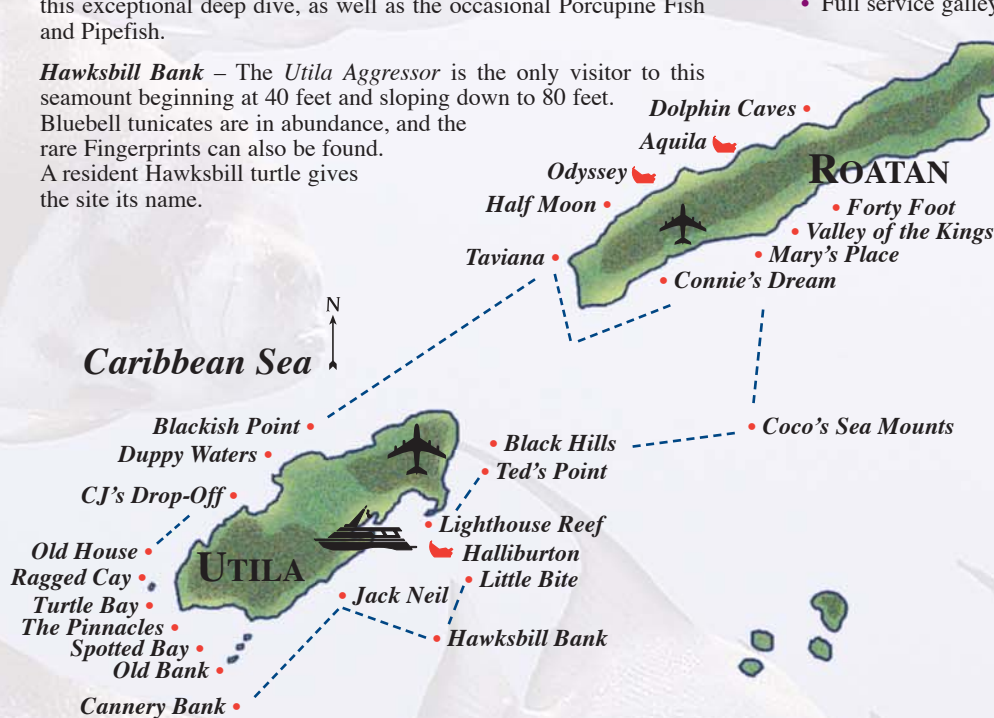 this exceptional deep dive, as well as the occasional Porcupine Fish
and Pipefish.
• Full service galley
Hawksbill Bank – The Utila Aggressor is the only visitor to this
seamount beginning at 40 feet and sloping down to 80 feet.
Bluebell tunicates are in abundance, and the
rare Fingerprints can also be found.
A resident Hawksbill turtle gives
the site its name.
Dolphin Caves
Aquila
Odyssey
Half Moon
Taviana
ROATAN
Forty Foot
Valley of the Kings
Mary's Place
Connie's Dream
N
Caribbean Sea
Blackish Point
Duppy Waters
CJ's Drop-Off
Old House
Ragged Cay
Turtle Bay
The Pinnacles
Spotted Bay
Old Bank
Cannery Bank
UTILA
Black Hills
Ted's Point
Coco's Sea Mounts
Lighthouse Reef
Halliburton
Little Bite
Jack Neil
Hawksbill Bank